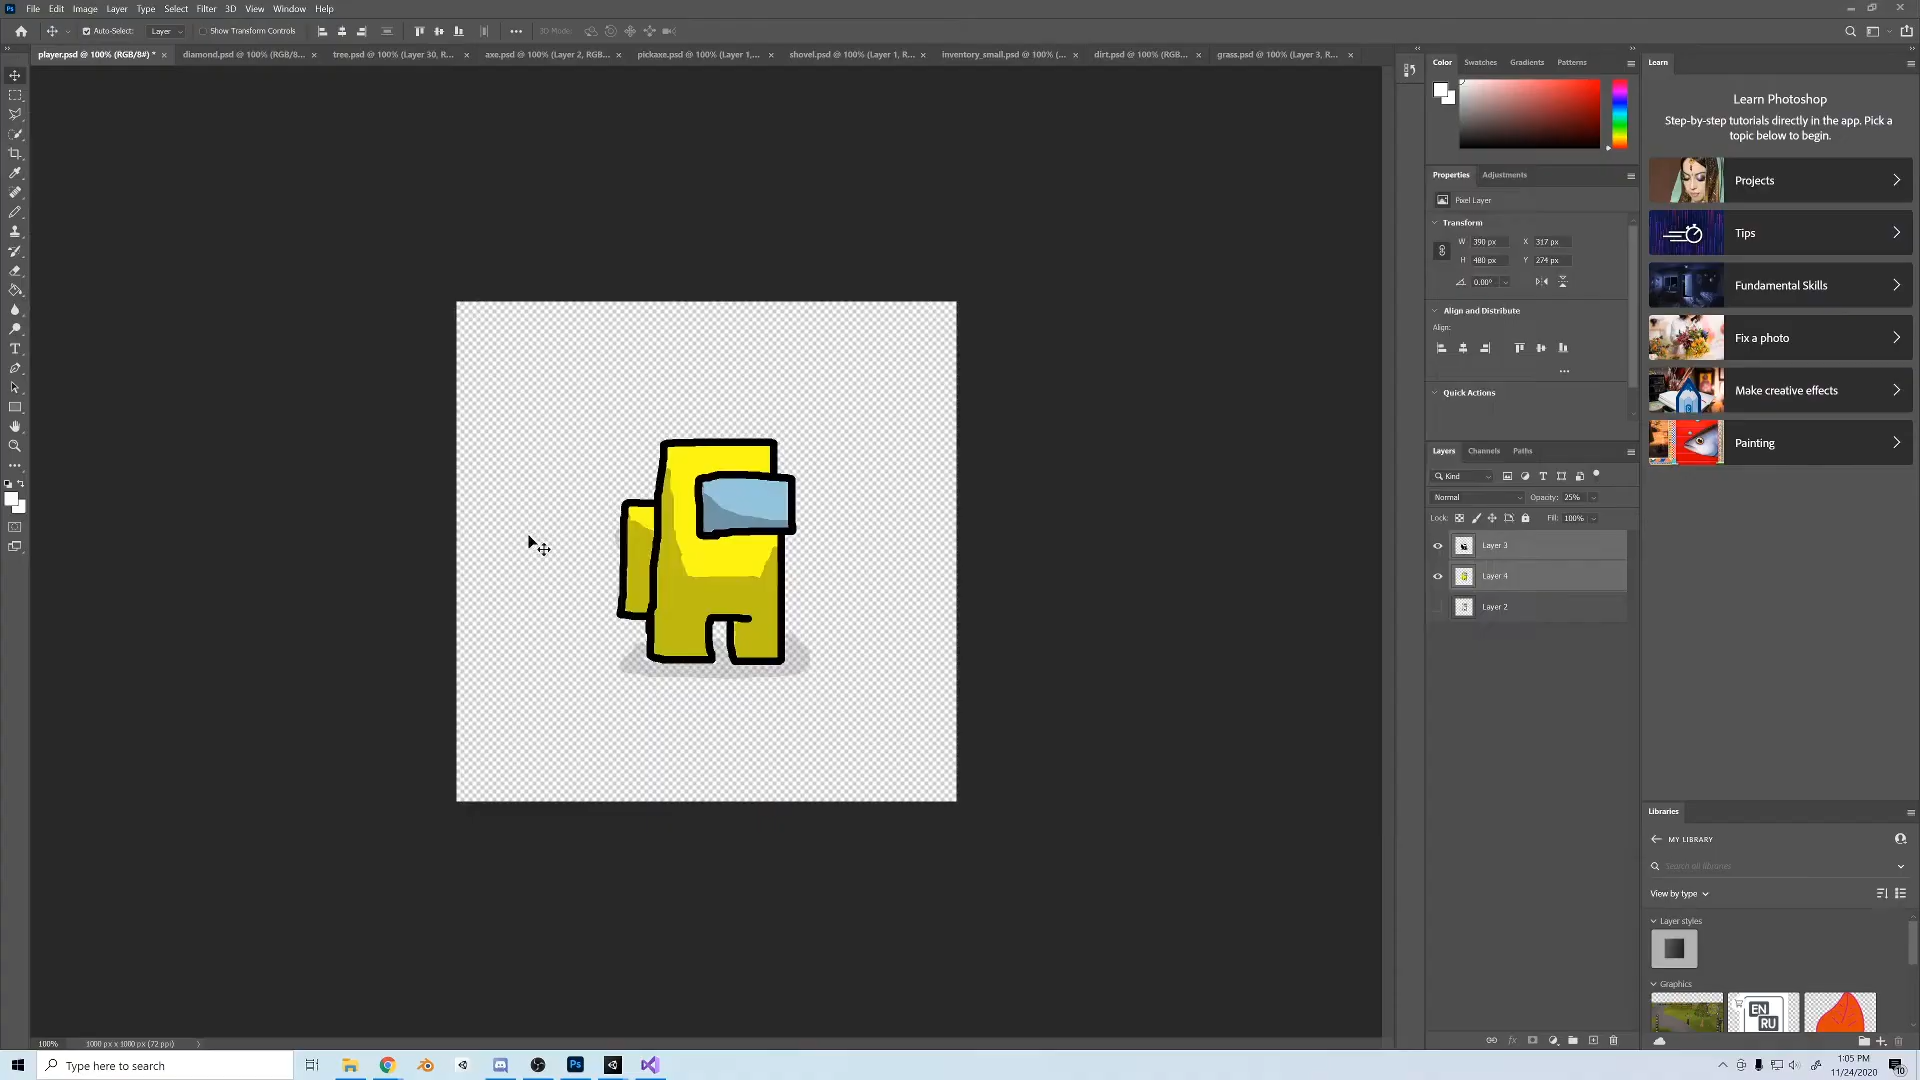 Ps File Edit Image Layer Type Select Filter 3D View Window Help
Auto-Select: Layer Show Transform Controls 3D Mode:
player.psd @ 100% (RGB/8#) * × diamond.psd @ 100% (RGB/8... × tree.psd @ 100% (Layer 30, R... × axe.psd @ 100% (Layer 2, RGB... × pickaxe.psd @ 100% (Layer 1,... × shovel.psd @ 100% (Layer 1, R... × inventory_small.psd @ 100% (... × dirt.psd @ 100% (RGB... × grass.psd @ 100% (Layer 3, R... ×
Color Swatches Gradients Patterns
Properties Adjustments
Pixel Layer
Transform
W 390 px X 317 px
H 480 px Y 274 px
0.00°
Align and Distribute
Align:
Quick Actions
Layers Channels Paths
Kind
Normal Opacity: 25%
Lock: Fill: 100%
Layer 3
Layer 4
Layer 2
Learn
Learn Photoshop
Step-by-step tutorials directly in the app. Pick a
topic below to begin.
Projects
Tips
Fundamental Skills
Fix a photo
Make creative effects
Painting
Libraries
MY LIBRARY
Search all libraries
View by type
Layer styles
Graphics
EN
RU
100% 1000 px x 1000 px (72 ppi)
Type here to search
Ps
1:05 PM
11/24/2020
10